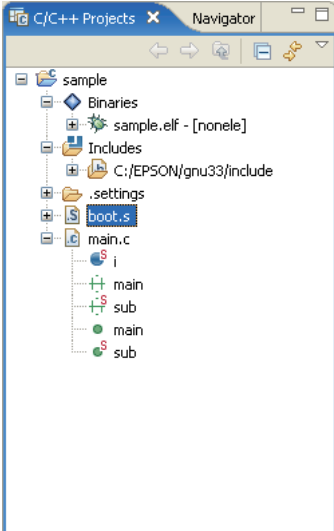 C/C++ Projects Navigator
sample
Binaries
sample.elf - [nonele]
Includes
C:/EPSON/gnu33/include
.settings
boot.s
main.c
i
main
sub
main
sub